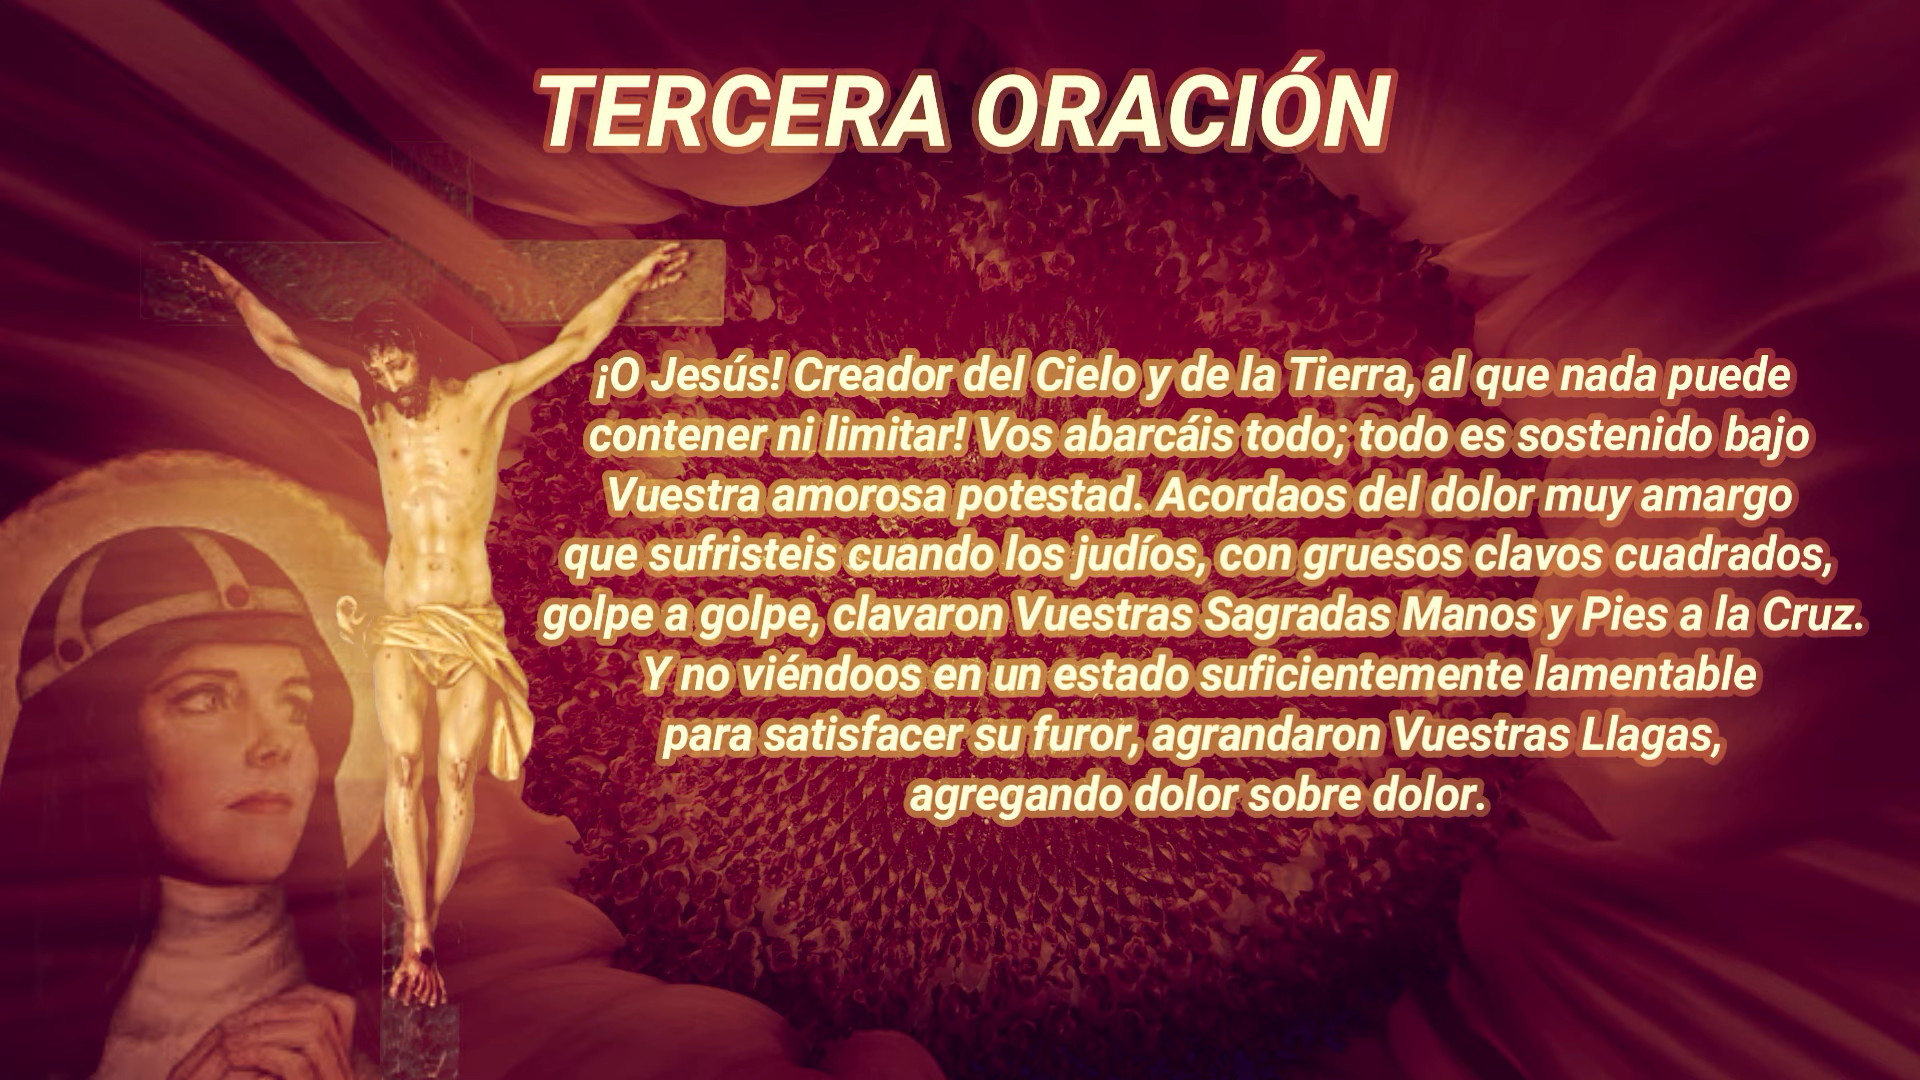 TERCERA ORACIÓN
¡O Jesús! Creador del Cielo y de la Tierra, al que nada puede
contener ni limitar! Vos abarcáis todo; todo es sostenido bajo
Vuestra amorosa potestad. Acordaos del dolor muy amargo
que sufristeis cuando los judíos, con gruesos clavos cuadrados,
golpe a golpe, clavaron Vuestras Sagradas Manos y Pies a la Cruz.
Y no viéndoos en un estado suficientemente lamentable
para satisfacer su furor, agrandaron Vuestras Llagas,
agregando dolor sobre dolor.